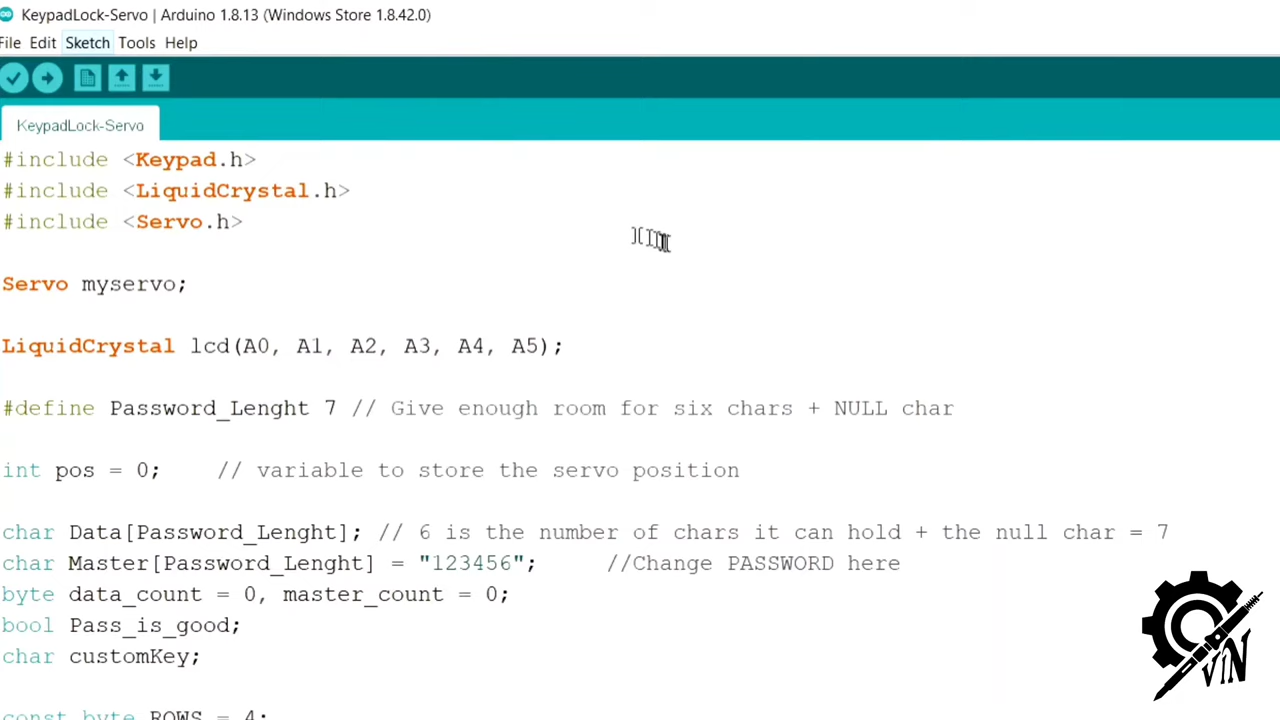 KeypadLock-Servo | Arduino 1.8.13 (Windows Store 1.8.42.0)
File Edit Sketch Tools Help
KeypadLock-Servo
#include <Keypad.h>
#include <LiquidCrystal.h>
#include <Servo.h>
Servo myservo;
LiquidCrystal lcd(A0, A1, A2, A3, A4, A5);
#define Password_Lenght 7 // Give enough room for six chars + NULL char
int pos = 0;    // variable to store the servo position
char Data[Password_Lenght]; // 6 is the number of chars it can hold + the null char = 7
char Master[Password_Lenght] = "123456";     //Change PASSWORD here
byte data_count = 0, master_count = 0;
bool Pass_is_good;
char customKey;
const byte ROWS = 4;
VN